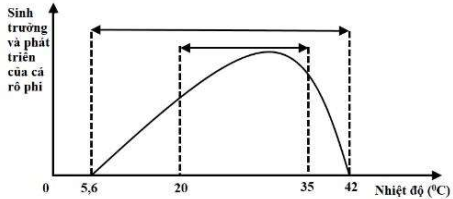 Sinh
trưởng
và phát
triển
của cá
rô phi
0 5,6 20 35 42 Nhiệt độ (⁰C)